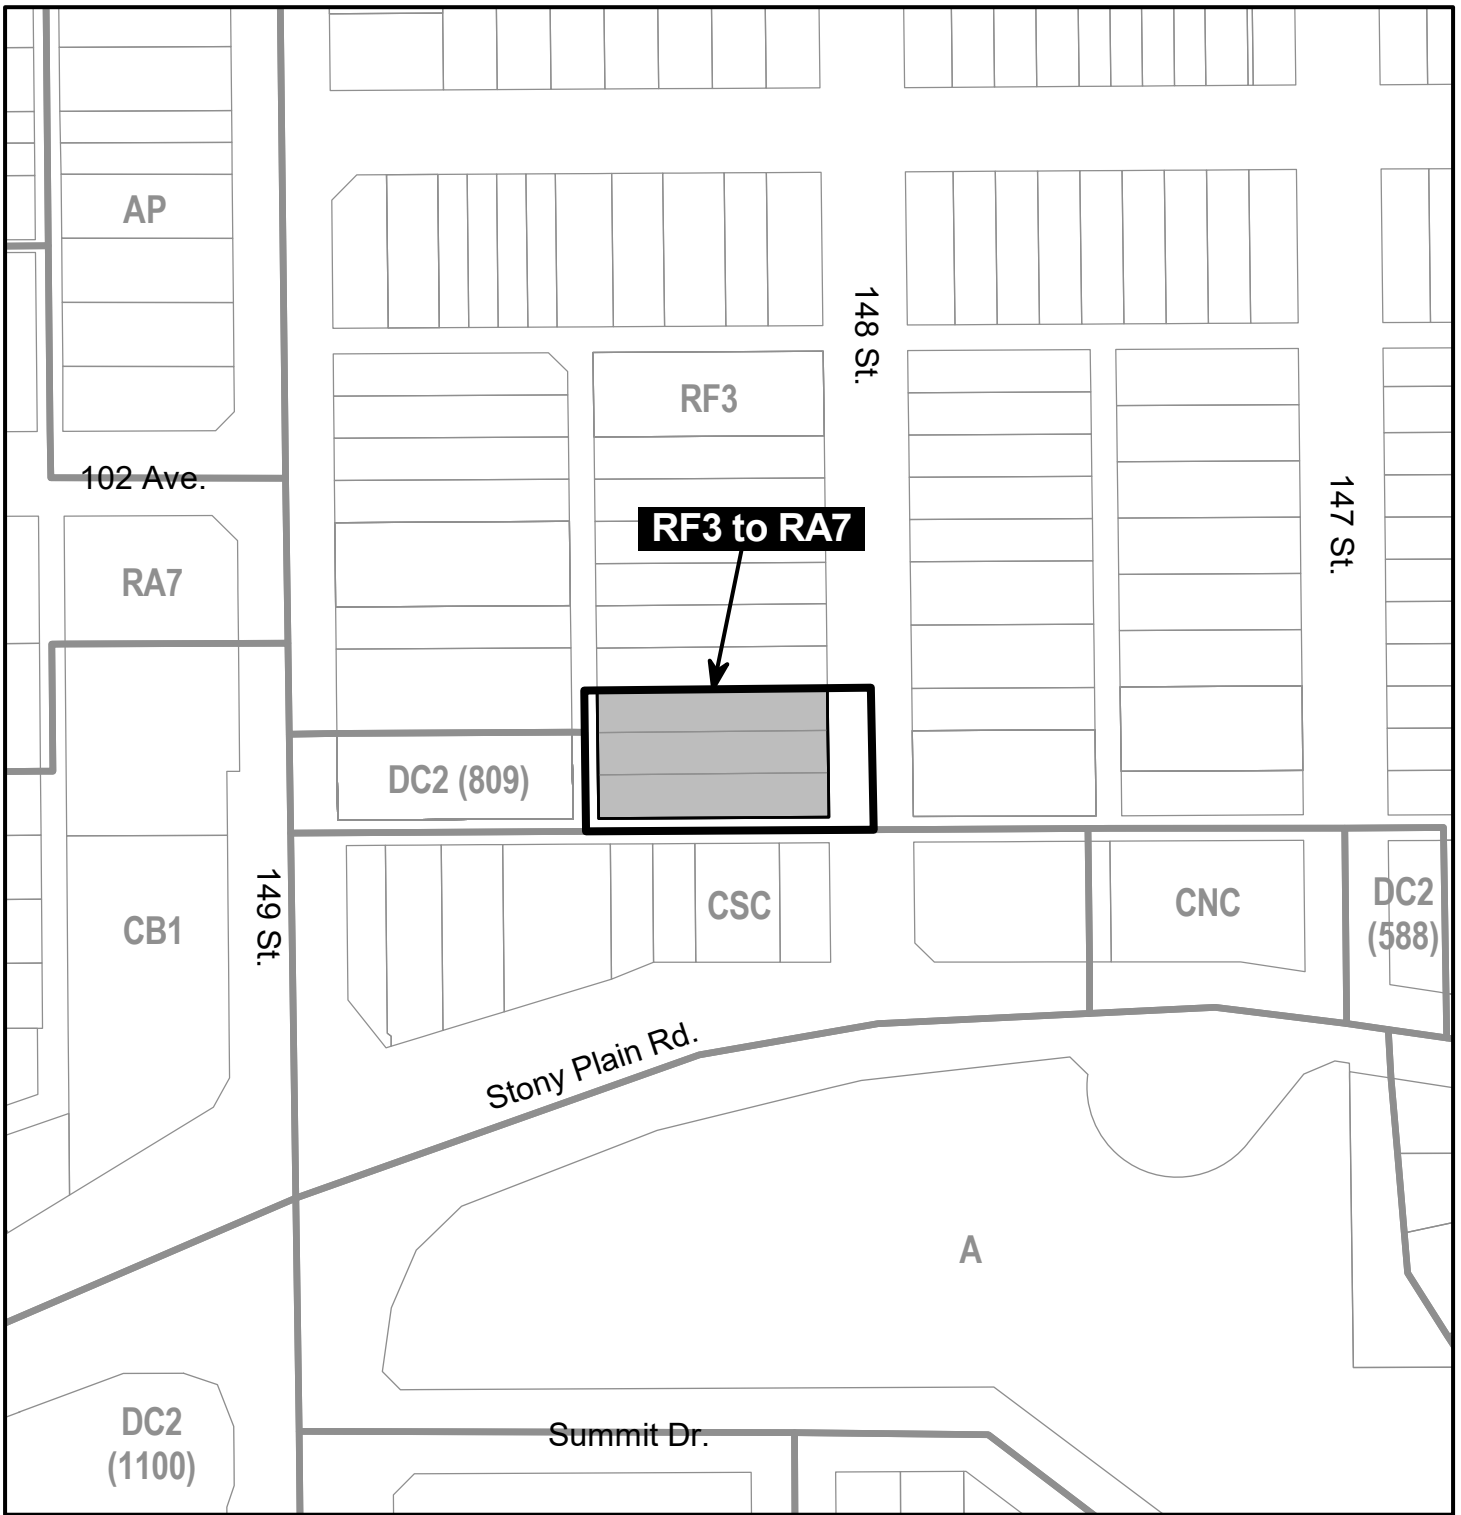 AP
148 St.
RF3
102 Ave.
147 St.
RF3 to RA7
RA7
DC2 (809)
149 St.
CB1
CSC
CNC
DC2
(588)
Stony Plain Rd.
A
DC2
(1100)
Summit Dr.